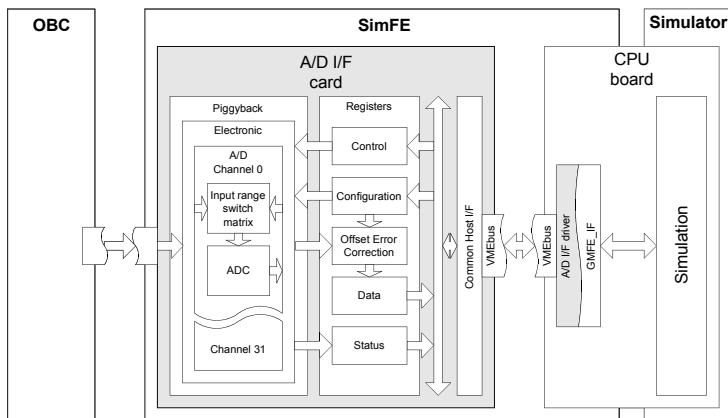 OBC
SimFE
Simulator
A/D I/F
card
CPU
board
Piggyback
Registers
Electronic
A/D
Channel 0
Input range
switch
matrix
ADC
Channel 31
Control
Configuration
Offset Error
Correction
Data
Status
Common Host I/F
VMEbus
VMEbus
A/D I/F driver
GMFE_IF
Simulation